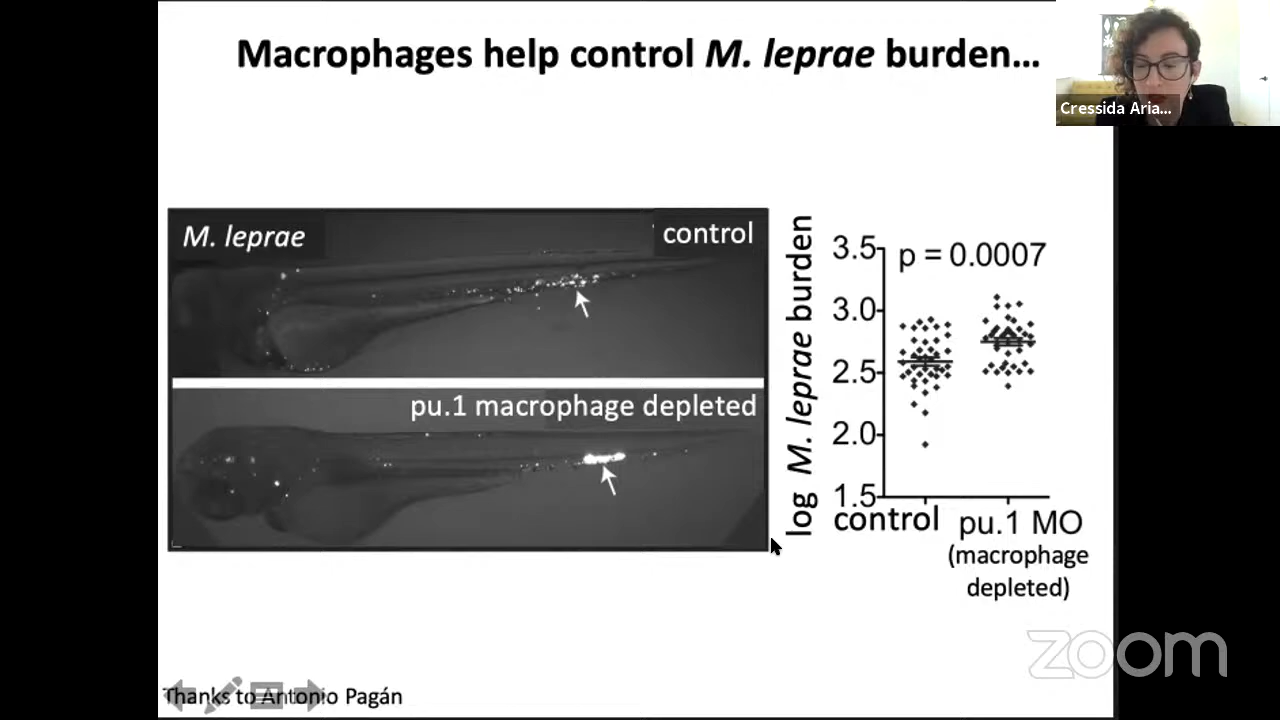 Macrophages help control M. leprae burden...
Cressida Aria...
M. leprae
control
pu.1 macrophage depleted
log M. leprae burden
3.5
3.0
2.5
2.0
1.5
p = 0.0007
control
pu.1 MO
(macrophage
depleted)
zoom
Thanks to Antonio Pagán